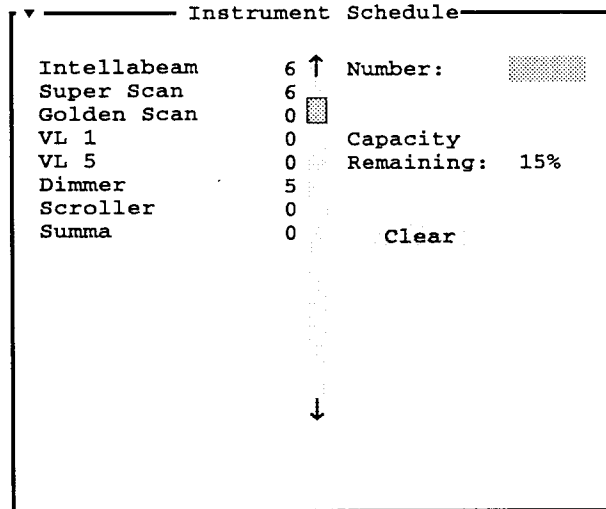 Instrument Schedule
Intellabeam 6 Number:
Super Scan 6
Golden Scan 0
VL 1 0 Capacity
VL 5 0 Remaining: 15%
Dimmer 5
Scroller 0
Summa 0 Clear